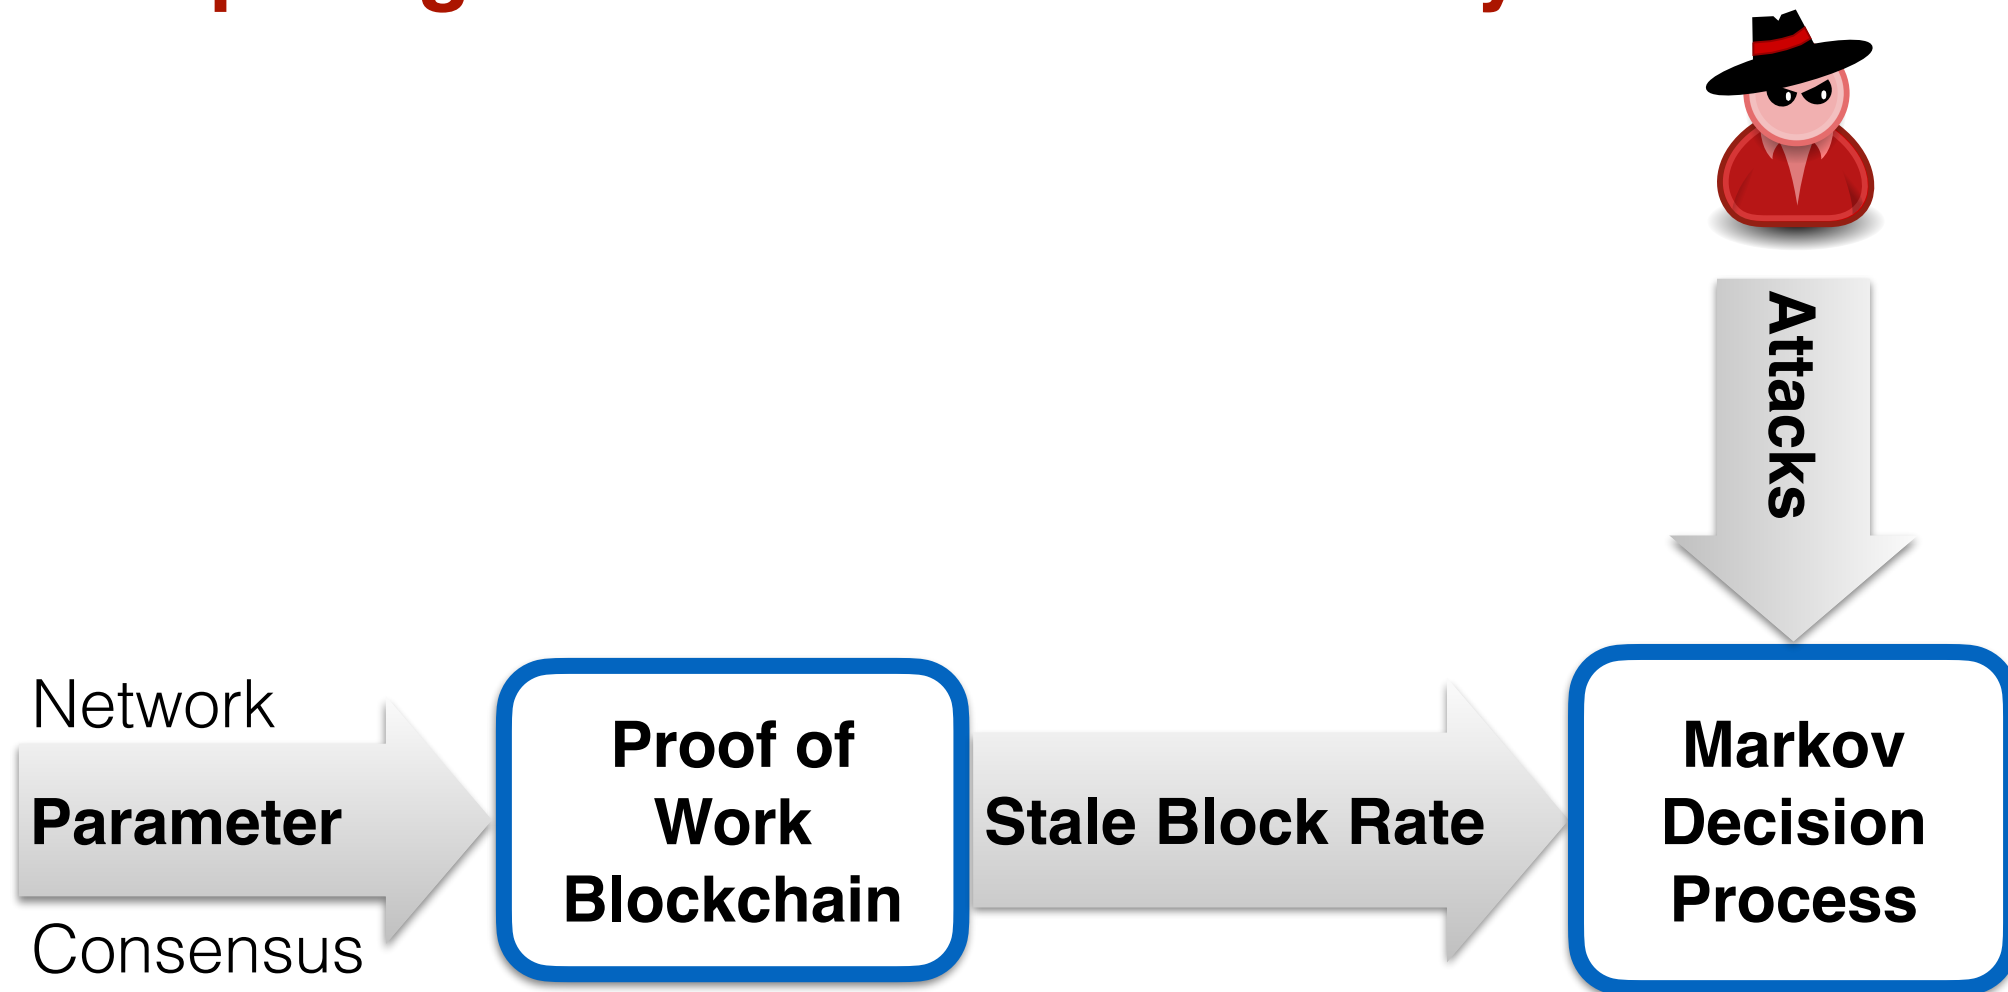 Attacks
Network
Parameter
Consensus
Proof of
Work
Blockchain
Stale Block Rate
Markov
Decision
Process